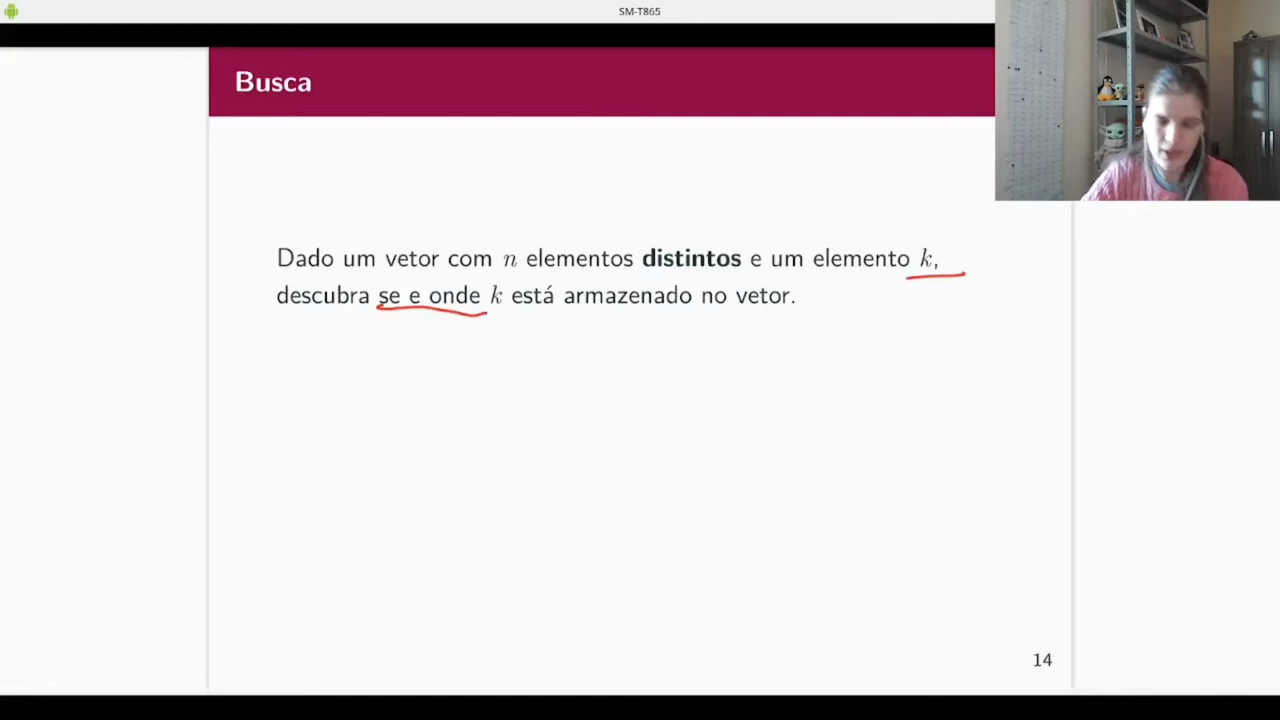 SM-T865
Busca
Dado um vetor com n elementos distintos e um elemento k,
descubra se e onde k está armazenado no vetor.
14